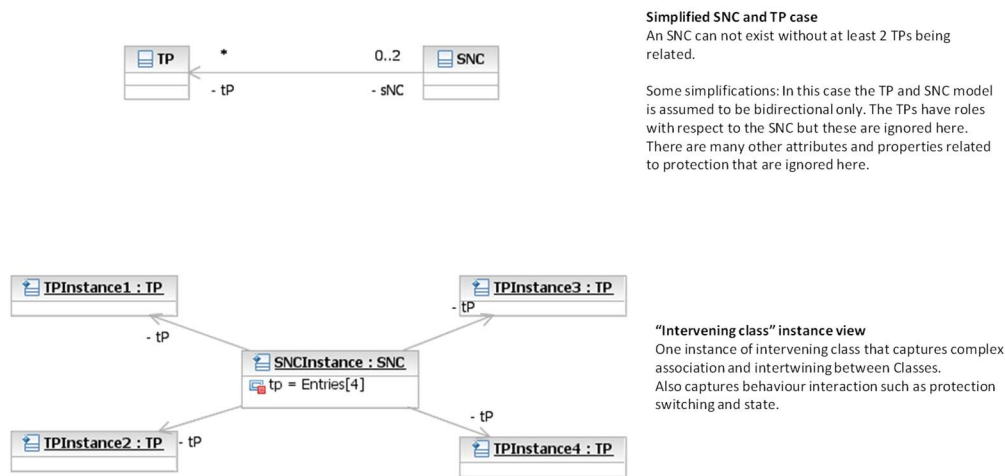 TP
*
0..2
SNC
- tP
- sNC
Simplified SNC and TP case
An SNC can not exist without at least 2 TPs being
related.
Some simplifications: In this case the TP and SNC model
is assumed to be bidirectional only. The TPs have roles
with respect to the SNC but these are ignored here.
There are many other attributes and properties related
to protection that are ignored here.
TPInstance1 : TP
- tP
TPInstance3 : TP
- tP
SNCInstance : SNC
tp = Entries[4]
TPInstance2 : TP
- tP
- tP
TPInstance4 : TP
“Intervening class” instance view
One instance of intervening class that captures complex
association and intertwining between Classes.
Also captures behaviour interaction such as protection
switching and state.